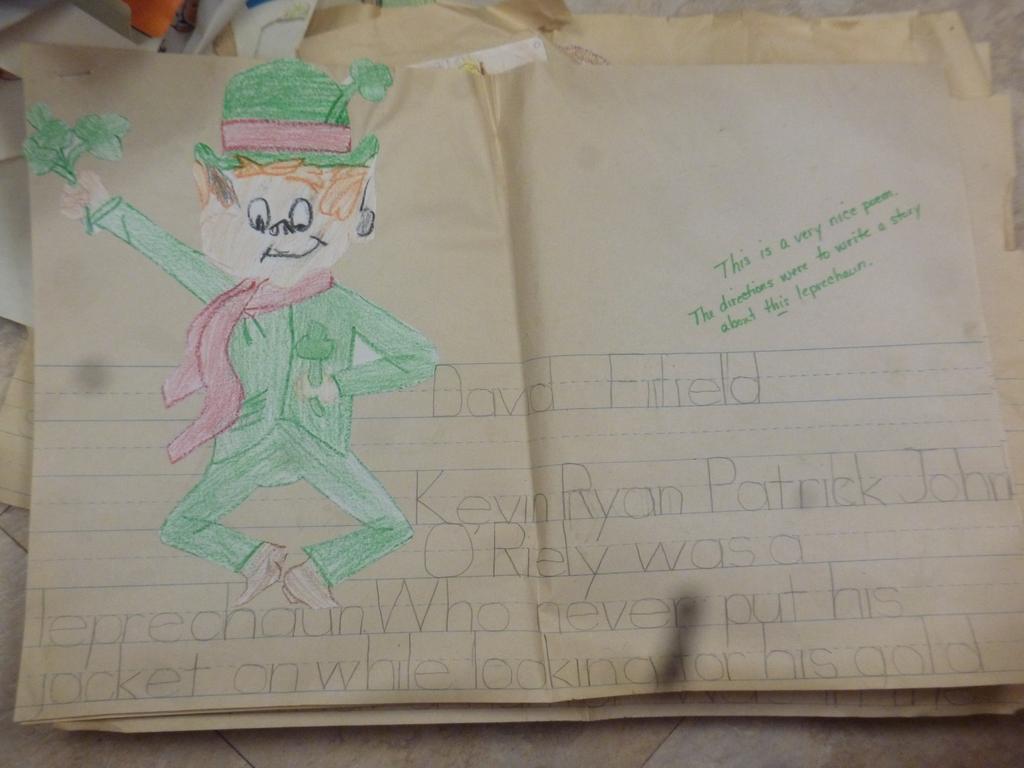 This is a very nice poem.
The directions were to write a story
about this leprechaun.
David Fifield
Kevin Ryan Patrick John
O'Riely was a
leprechaun Who never put his
jacket on while looking for his gold